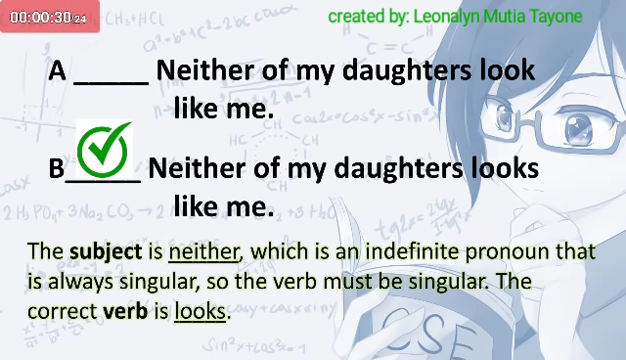 00:00:30 24
created by: Leonalyn Mutia Tayone
A _____ Neither of my daughters look
like me.
B_____ Neither of my daughters looks
like me.
The subject is neither, which is an indefinite pronoun that
is always singular, so the verb must be singular. The
correct verb is looks.
CSE